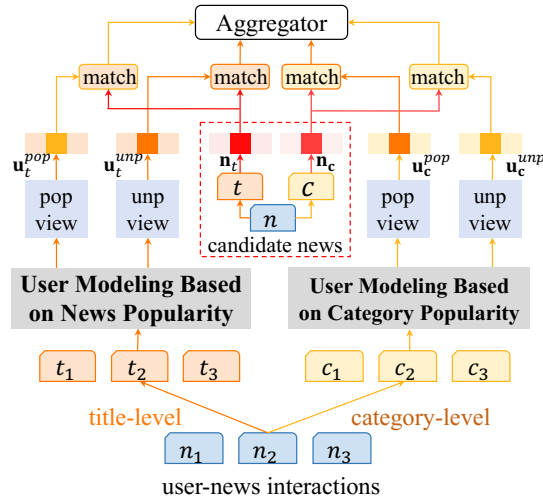 Aggregator
match match match match
u_t^{pop} u_t^{unp} n_t n_c u_c^{pop} u_c^{unp}
t c
pop view unp view n pop view unp view
candidate news
User Modeling Based on News Popularity
User Modeling Based on Category Popularity
t_1 t_2 t_3 c_1 c_2 c_3
title-level category-level
n_1 n_2 n_3
user-news interactions